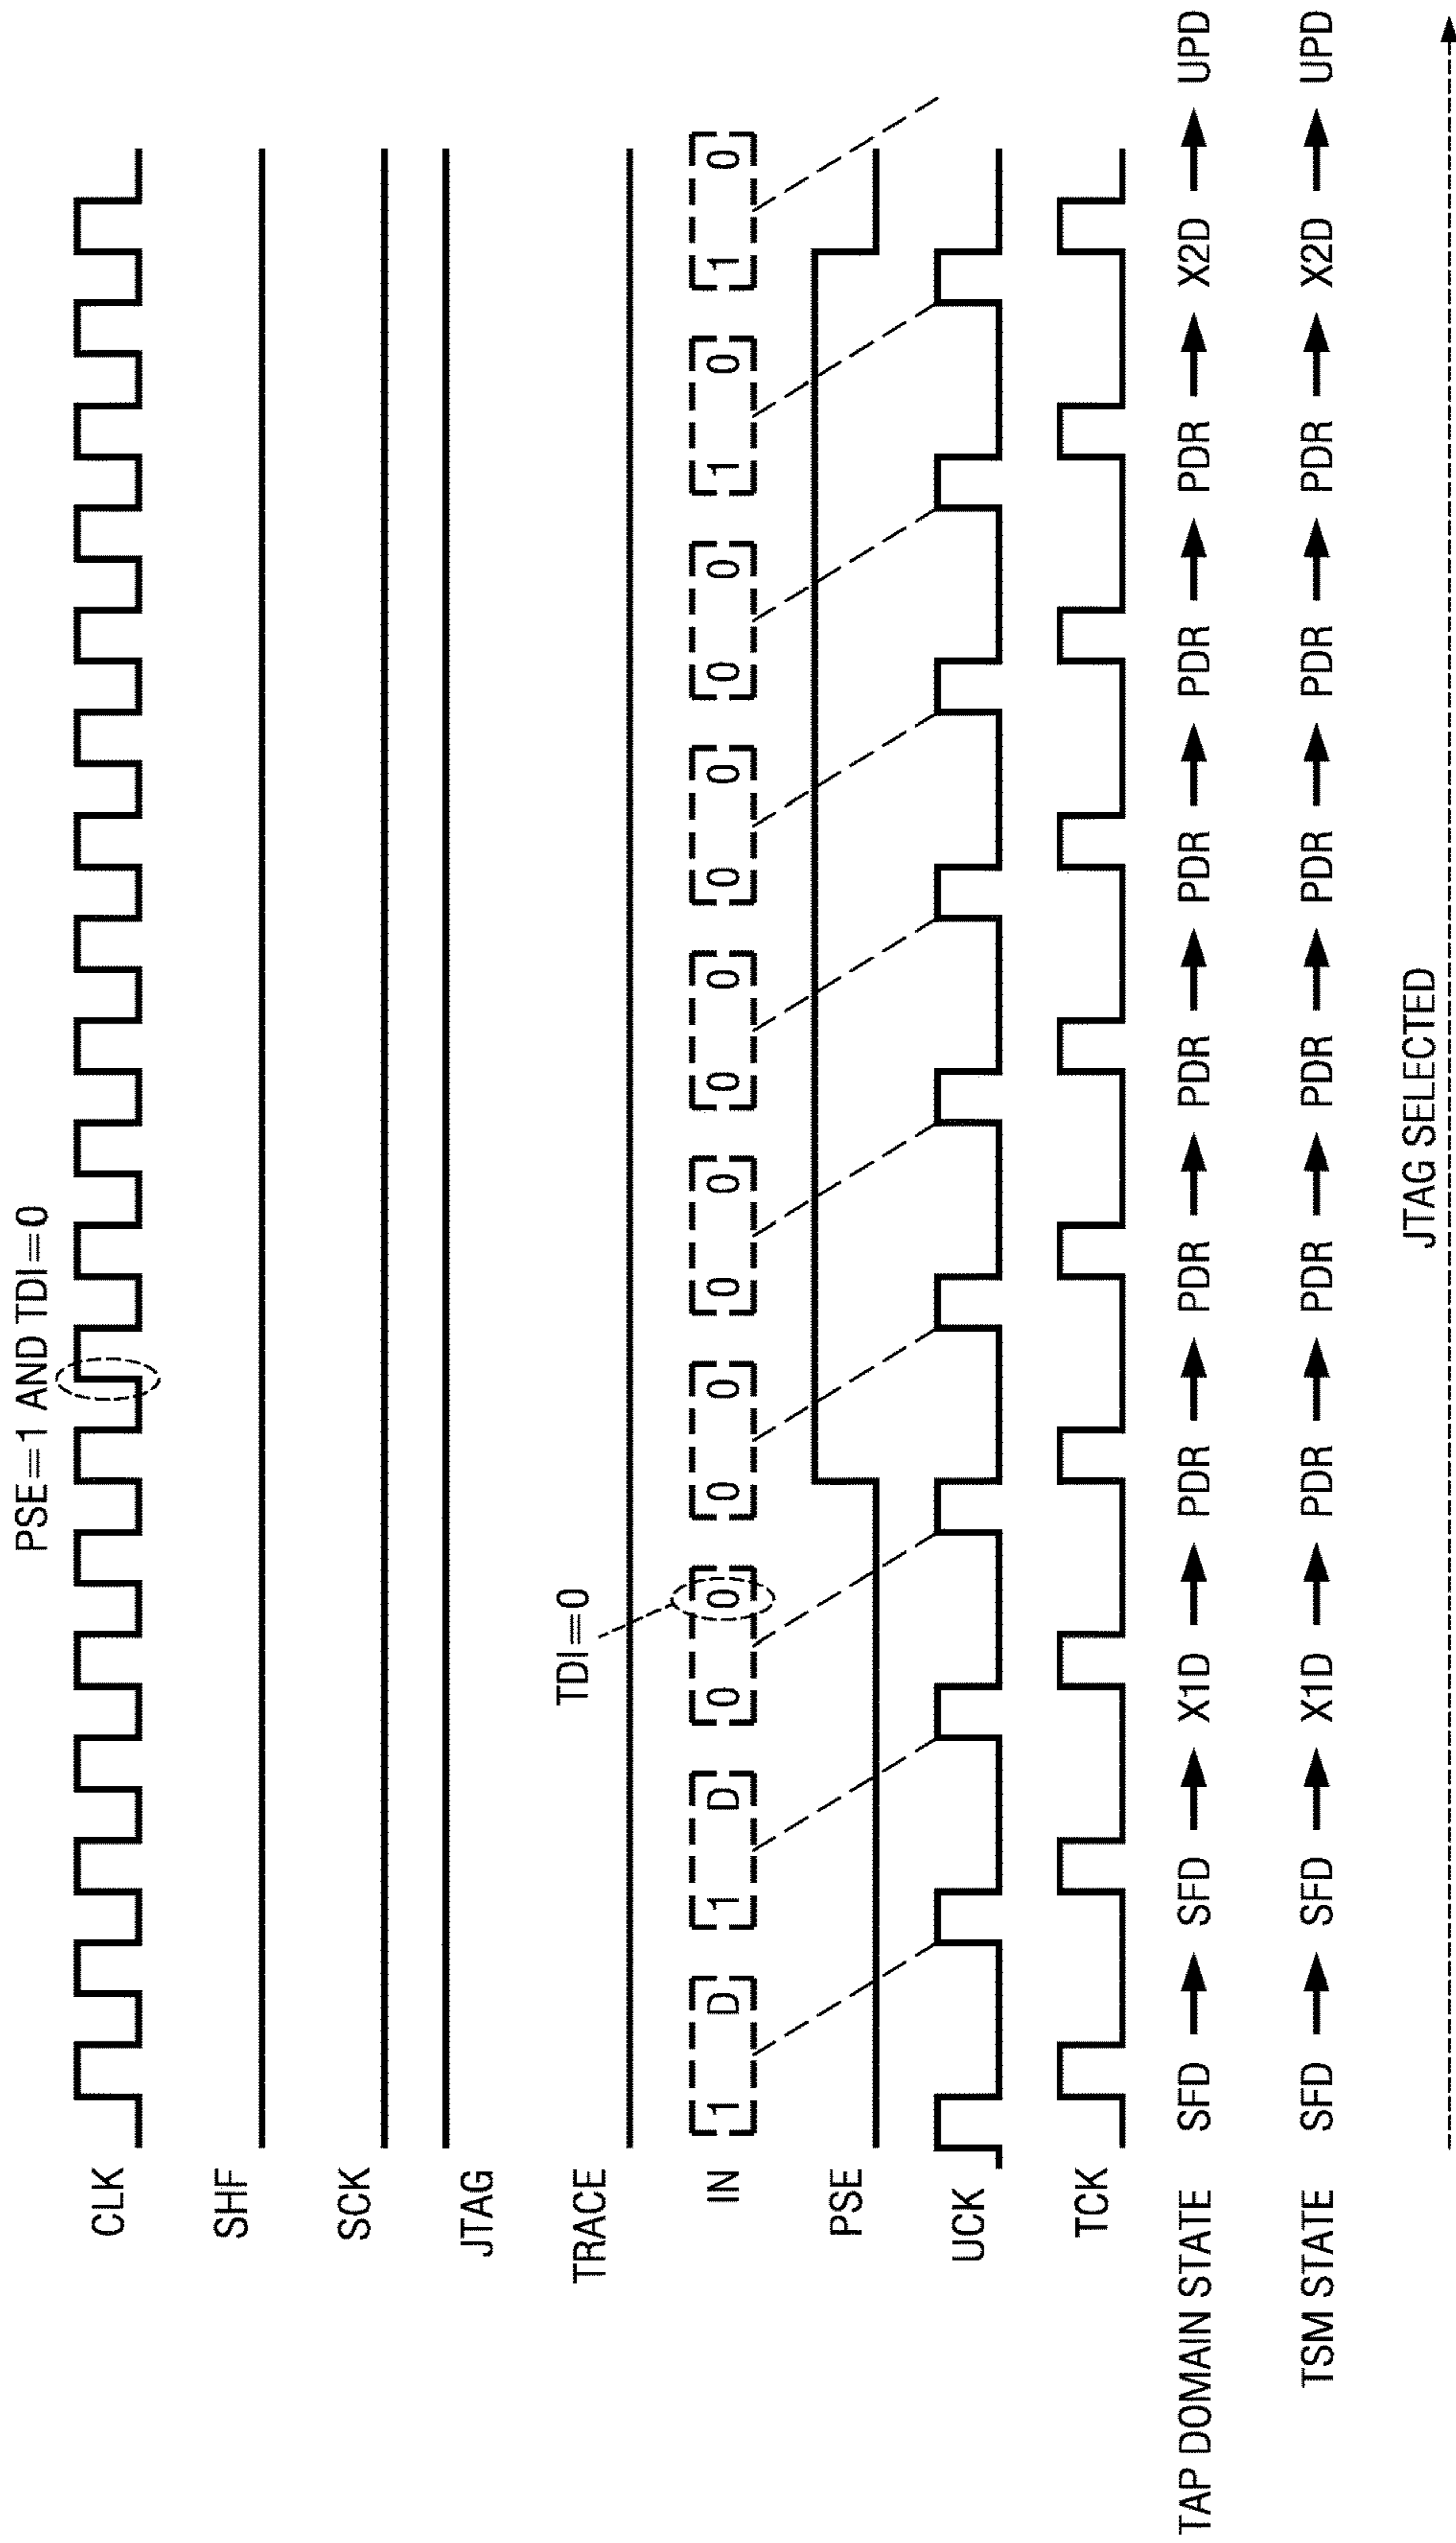 PSE=1 AND TDI=0
CLK
SHF
SCK
JTAG
TDI=0
TRACE
IN 1 D 1 D 0 0 0 0 0 0 0 0 0 0 0 0 1 0 1 0
PSE
UCK
TCK
TAP DOMAIN STATE SFD → SFD → X1D → PDR → PDR → PDR → PDR → PDR → PDR → X2D → UPD
TSM STATE SFD → SFD → X1D → PDR → PDR → PDR → PDR → PDR → PDR → X2D → UPD
JTAG SELECTED